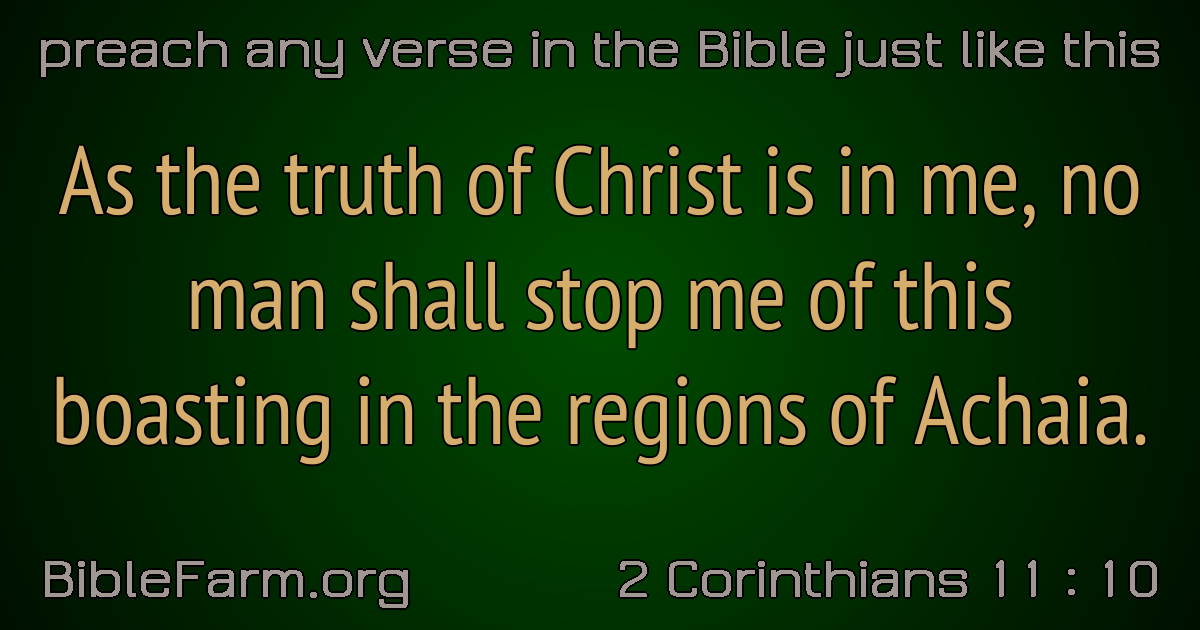 preach any verse in the Bible just like this
As the truth of Christ is in me, no
man shall stop me of this
boasting in the regions of Achaia.
BibleFarm.org
2 Corinthians 11 : 10